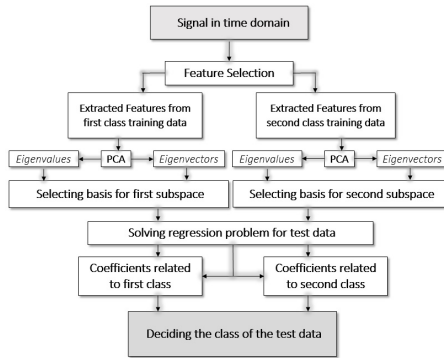 Signal in time domain
Feature Selection
Extracted Features from
first class training data
Extracted Features from
second class training data
Eigenvalues
PCA
Eigenvectors
Eigenvalues
PCA
Eigenvectors
Selecting basis for first subspace
Selecting basis for second subspace
Solving regression problem for test data
Coefficients related
to first class
Coefficients related
to second class
Deciding the class of the test data